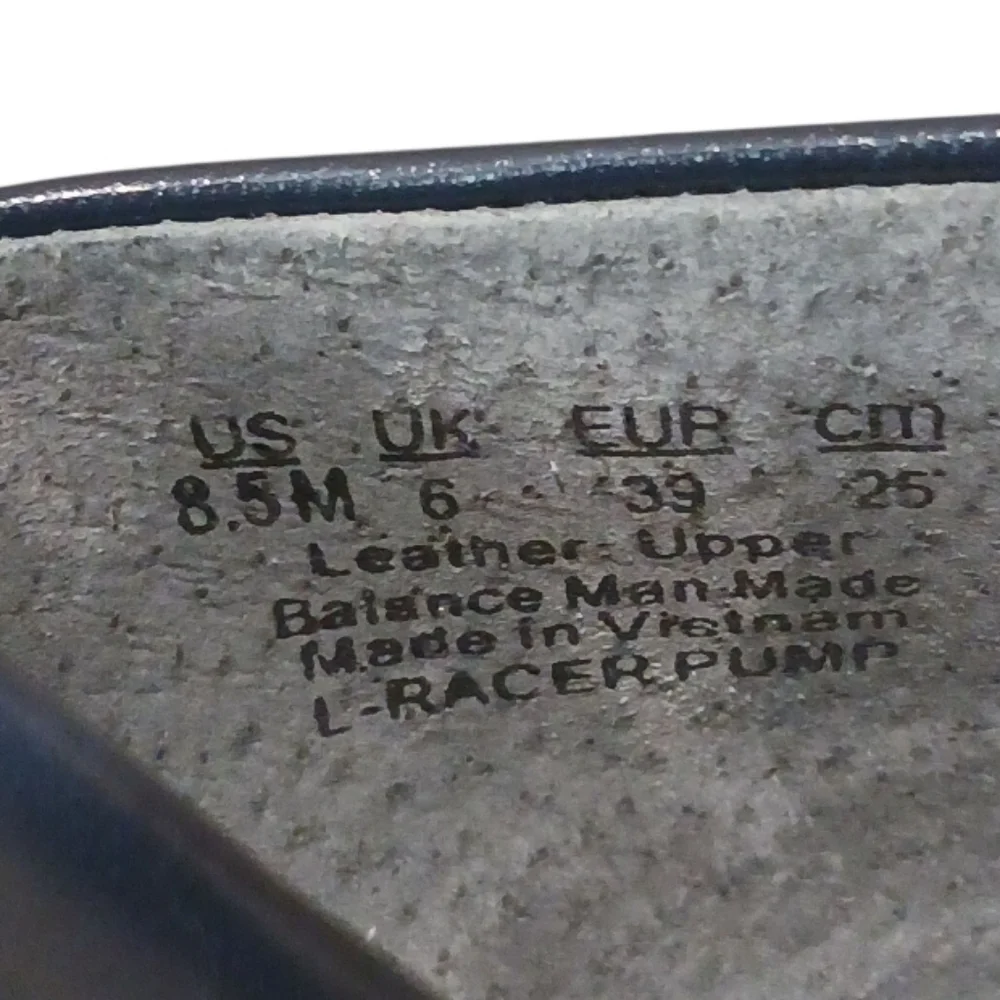 US UK EUR cm
8.5M 6 39 25
Leather Upper
Balance Man Made
Made in Vietnam
L-RACER PUMP